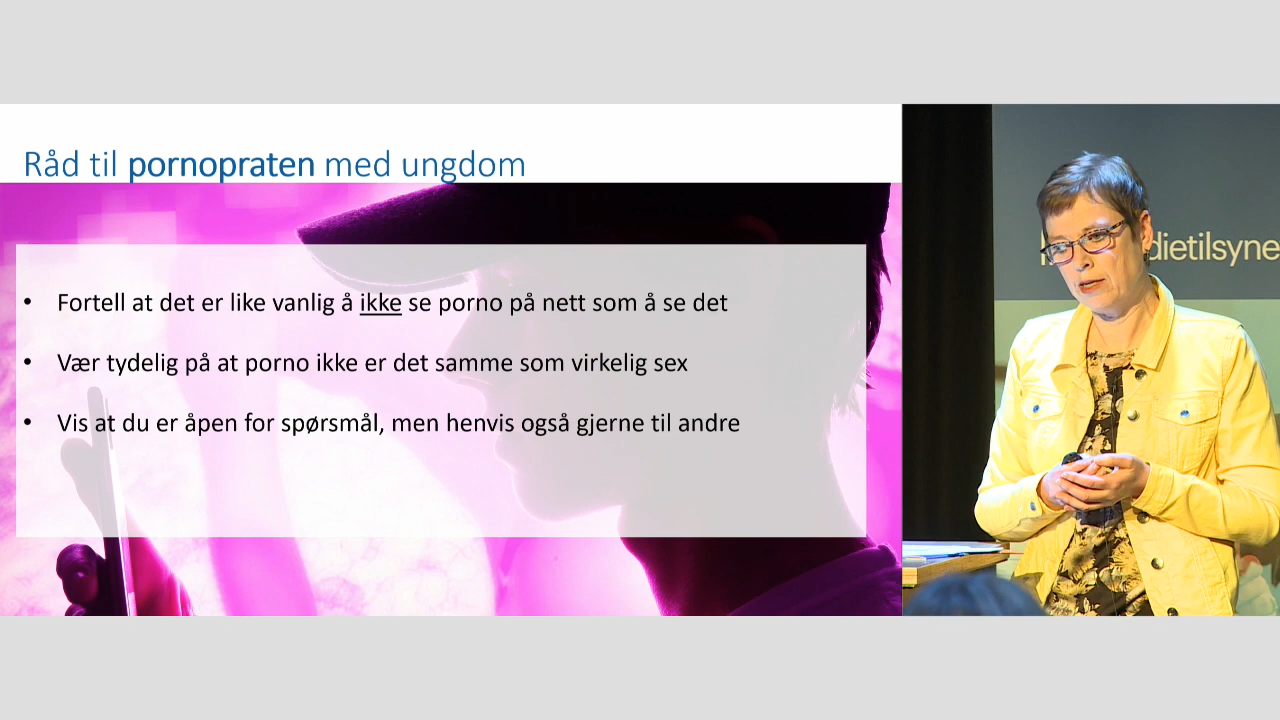 Råd til pornopraten med ungdom
• Fortell at det er like vanlig å ikke se porno på nett som å se det
• Vær tydelig på at porno ikke er det samme som virkelig sex
• Vis at du er åpen for spørsmål, men henvis også gjerne til andre
dietilsyne